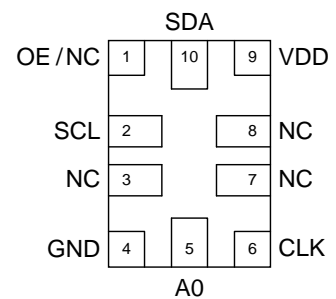 SDA
OE/NC 1 10 9 VDD
SCL 2 8 NC
NC 3 7 NC
GND 4 5 6 CLK
A0